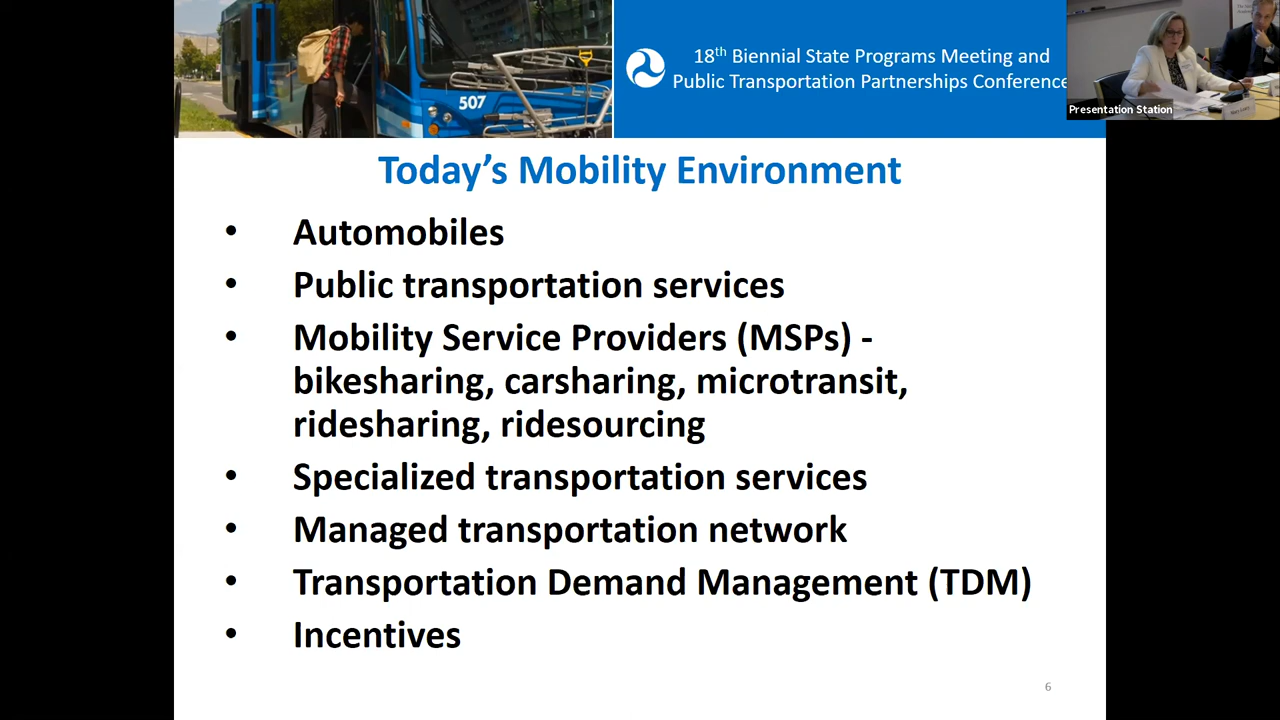 507
18th Biennial State Programs Meeting and
Public Transportation Partnerships Conference
Presentation Station
Today's Mobility Environment
• Automobiles
• Public transportation services
• Mobility Service Providers (MSPs) -
bikesharing, carsharing, microtransit,
ridesharing, ridesourcing
• Specialized transportation services
• Managed transportation network
• Transportation Demand Management (TDM)
• Incentives
6